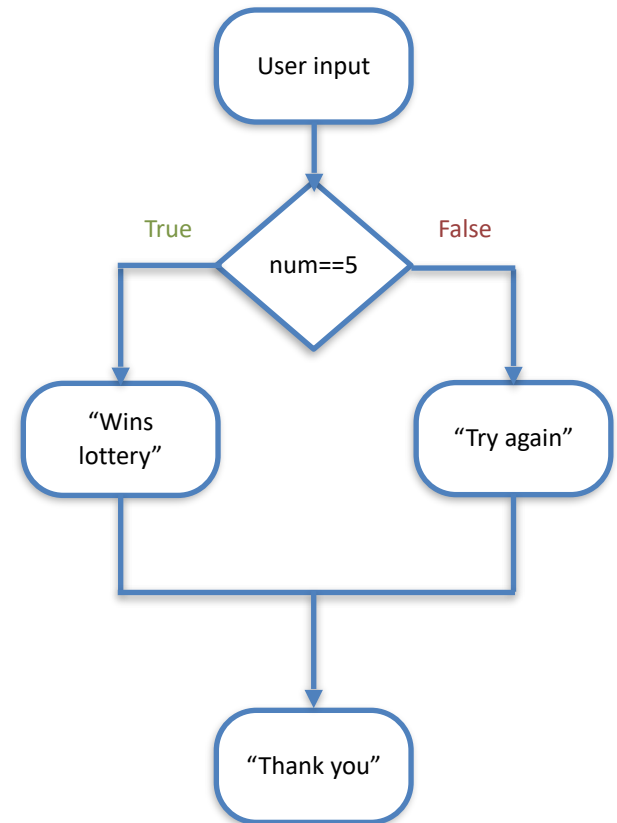 User input
True
False
num==5
“Wins
lottery”
“Try again”
“Thank you”